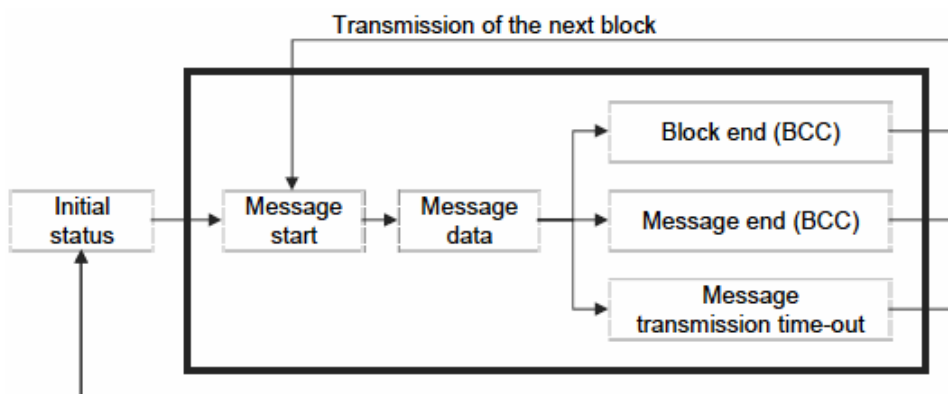 Transmission of the next block
Block end (BCC)
Initial
status
Message
start
Message
data
Message end (BCC)
Message
transmission time-out